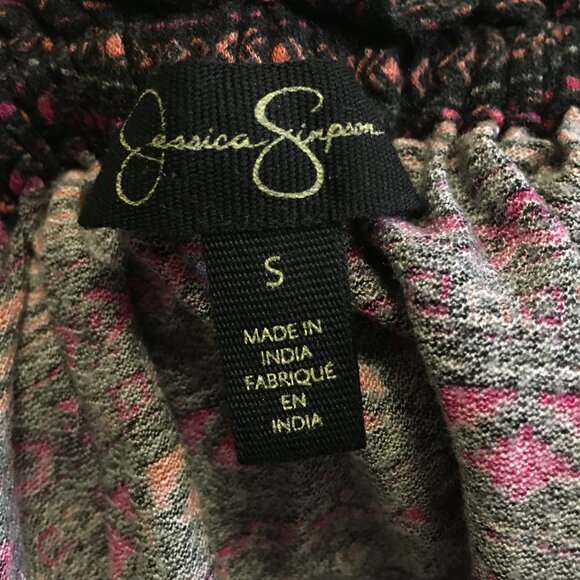 Jessica Simpson
S
MADE IN
INDIA
FABRIQUÉ
EN
INDIA